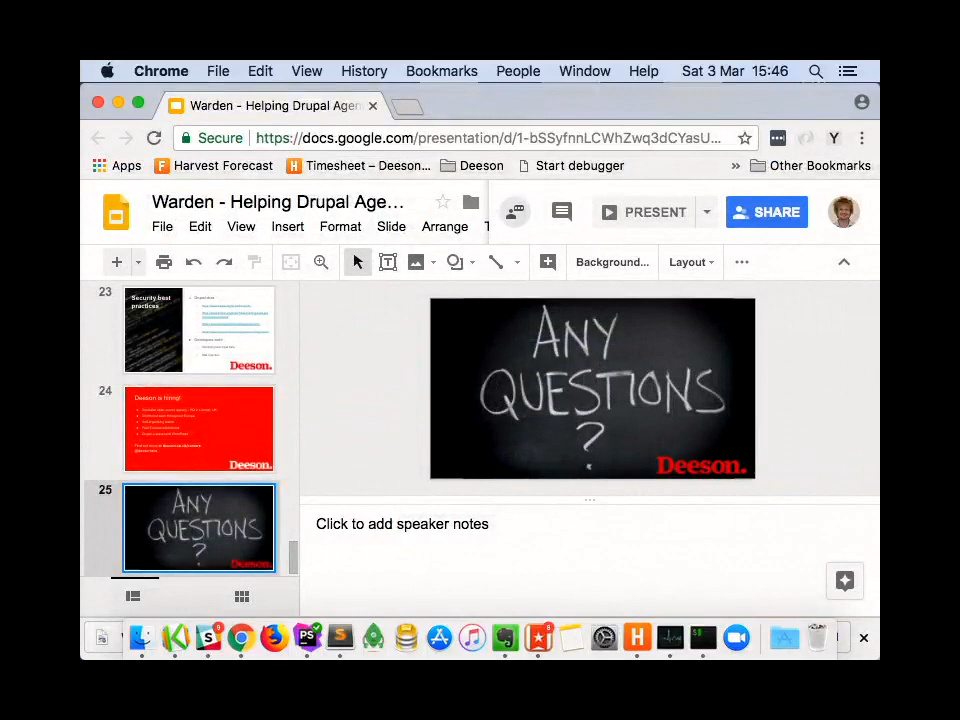 Chrome File Edit View History Bookmarks People Window Help Sat 3 Mar 15:46
Warden - Helping Drupal Agen
Secure https://docs.google.com/presentation/d/1-bSSyfnnLCWhZwq3dCYasU...
Apps Harvest Forecast Timesheet – Deeson... Deeson Start debugger » Other Bookmarks
Warden - Helping Drupal Age...
PRESENT SHARE
File Edit View Insert Format Slide Arrange
Background... Layout
23
Security best
practices
Deeson.
24
Deeson is hiring!
Deeson.
25
ANY
QUESTIONS
?
Deeson.
ANY
QUESTIONS
?
Deeson.
Click to add speaker notes